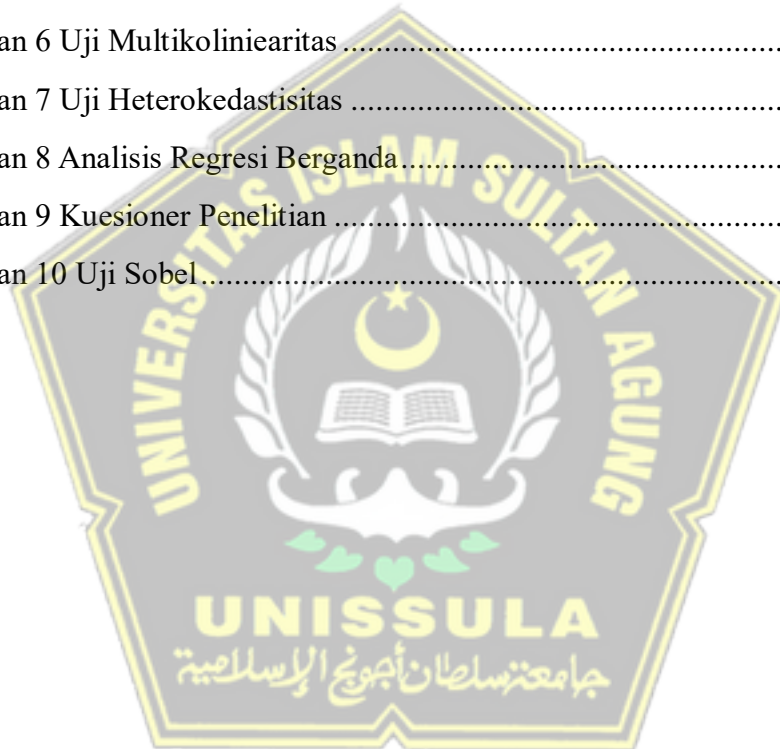 an 6 Uji Multikoliniearitas ..........................................................
an 7 Uji Heterokedastisitas .........................................................
an 8 Analisis Regresi Berganda...................................................
an 9 Kuesioner Penelitian ...........................................................
an 10 Uji Sobel..............................................................................
UNIVERSITAS ISLAM SULTAN AGUNG
UNISSULA
جامعة سلطان أجونج الإسلامية